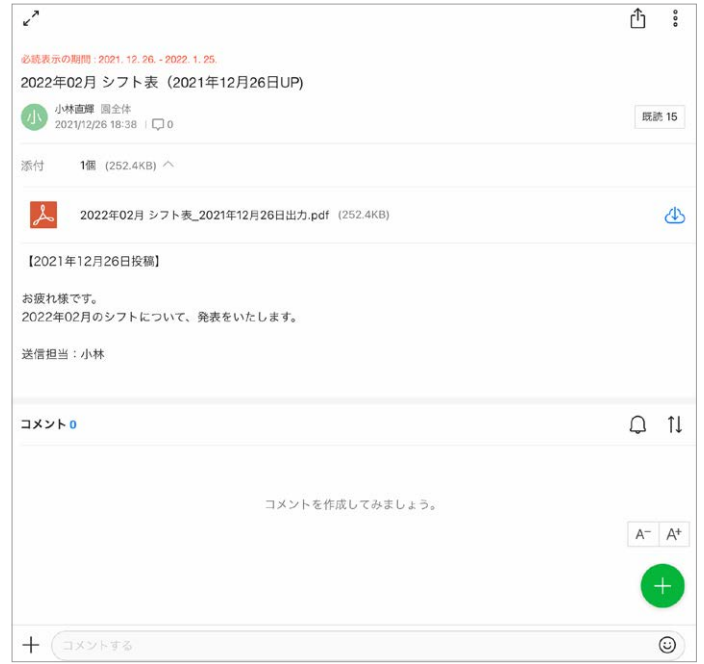 必読表示の期間 : 2021. 12. 26. - 2022. 1. 25.
2022年02月 シフト表（2021年12月26日UP)
小
小林直輝 園全体
2021/12/26 18:38 | 0
既読 15
添付 1個 (252.4KB)
2022年02月 シフト表_2021年12月26日出力.pdf (252.4KB)
【2021年12月26日投稿】
お疲れ様です。
2022年02月のシフトについて、発表をいたします。
送信担当：小林
コメント 0
コメントを作成してみましょう。
A− A+
コメントする